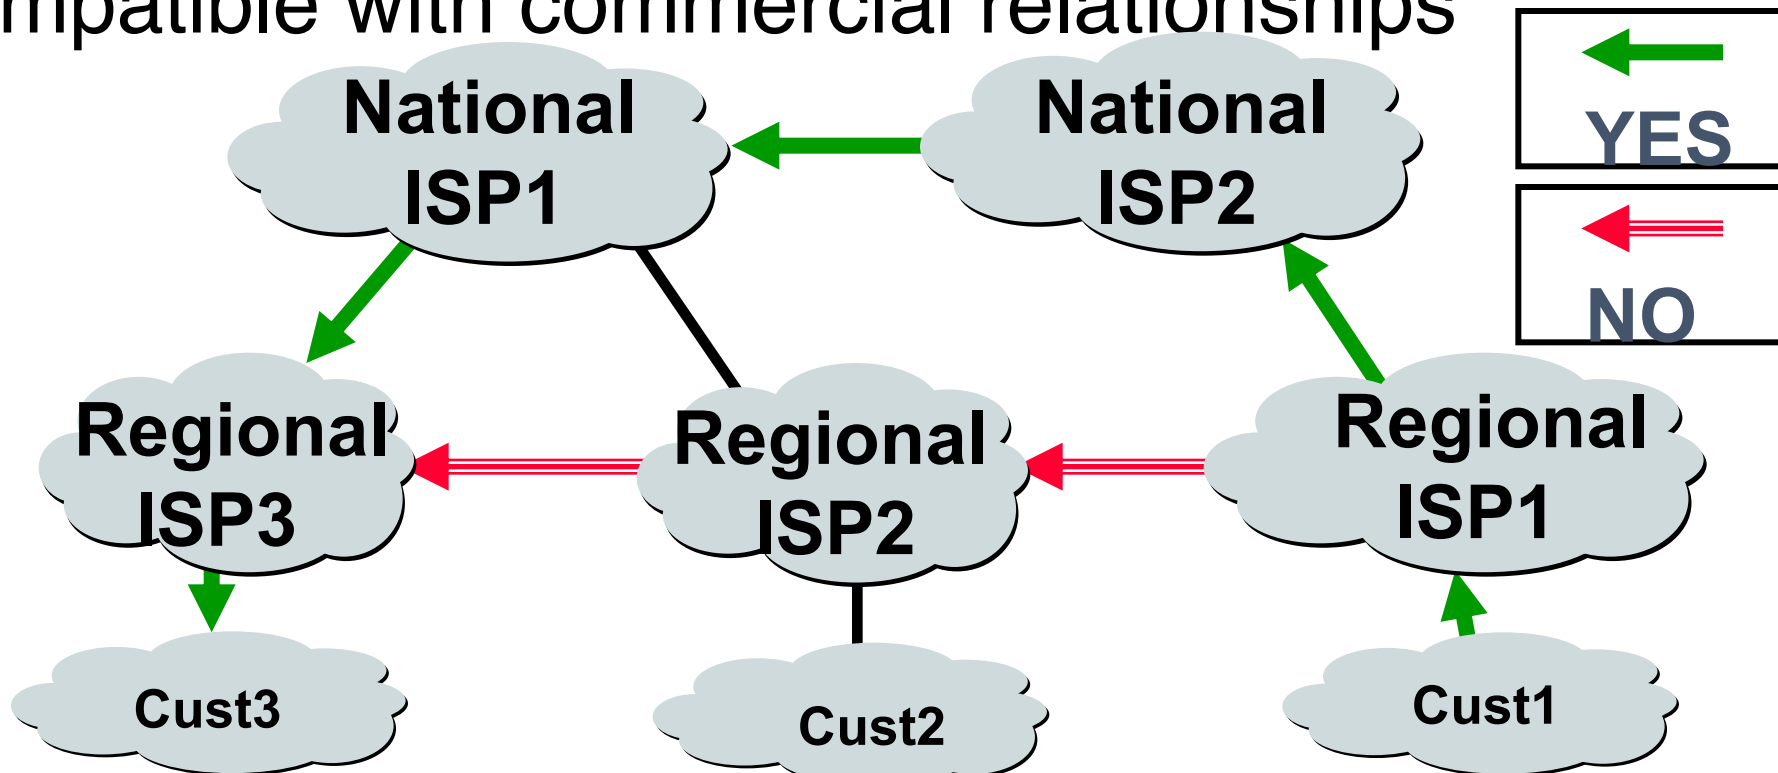 mpatible with commercial relationships
National
ISP1
National
ISP2
YES
NO
Regional
ISP3
Regional
ISP2
Regional
ISP1
Cust3
Cust2
Cust1